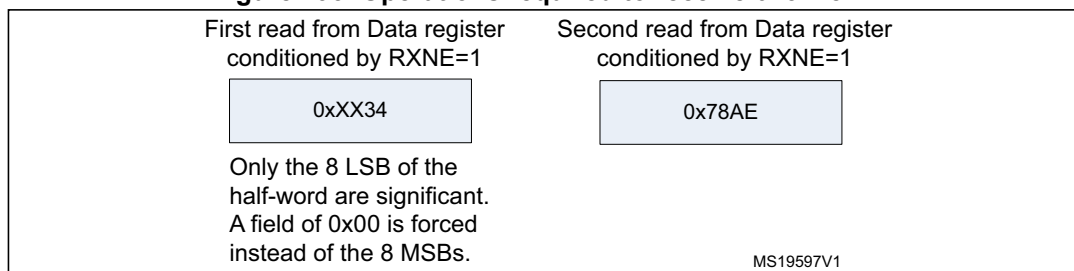 First read from Data register
conditioned by RXNE=1
0xXX34
Only the 8 LSB of the
half-word are significant.
A field of 0x00 is forced
instead of the 8 MSBs.
Second read from Data register
conditioned by RXNE=1
0x78AE
MS19597V1